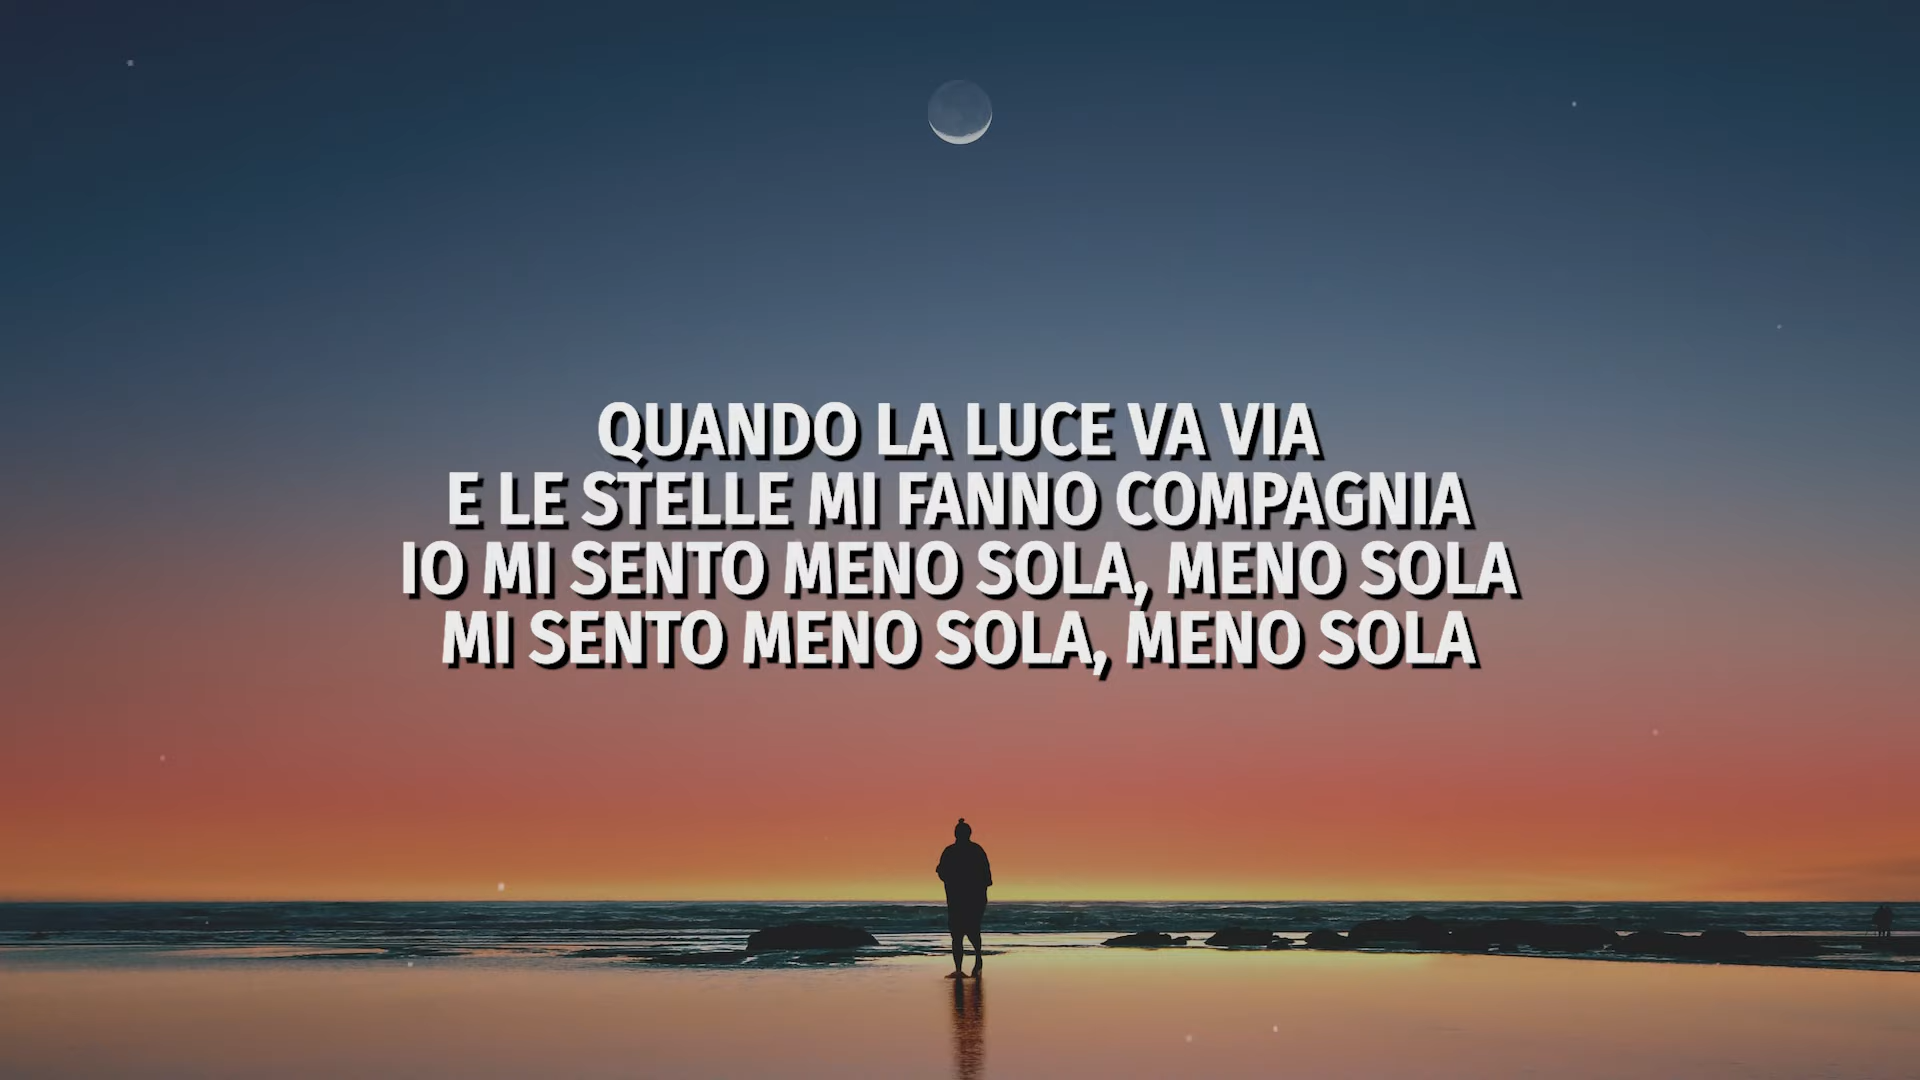 QUANDO LA LUCE VA VIA
E LE STELLE MI FANNO COMPAGNIA
IO MI SENTO MENO SOLA, MENO SOLA
MI SENTO MENO SOLA, MENO SOLA